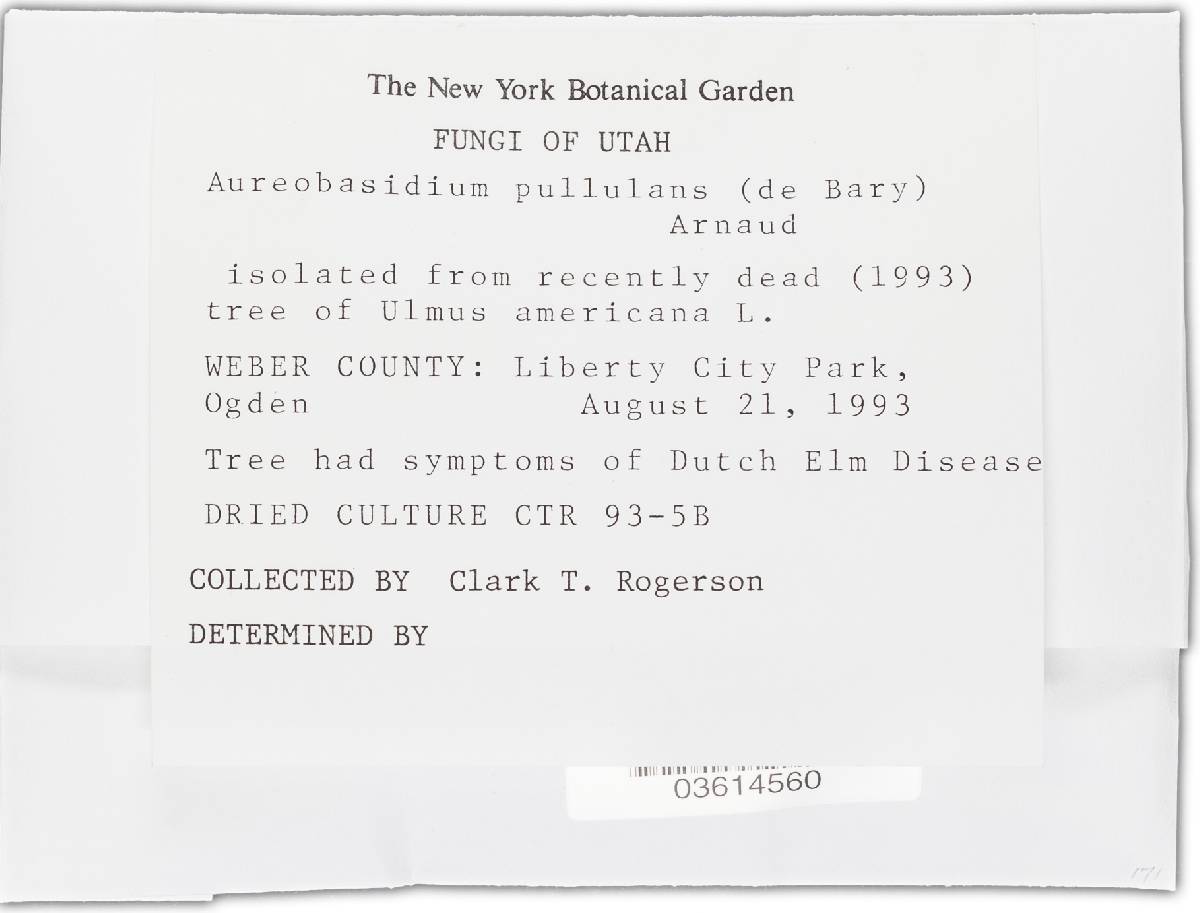 The New York Botanical Garden
FUNGI OF UTAH
Aureobasidium pullulans (de Bary)
Arnaud
isolated from recently dead (1993)
tree of Ulmus americana L.
WEBER COUNTY: Liberty City Park,
Ogden August 21, 1993
Tree had symptoms of Dutch Elm Disease
DRIED CULTURE CTR 93-5B
COLLECTED BY Clark T. Rogerson
DETERMINED BY
03614560